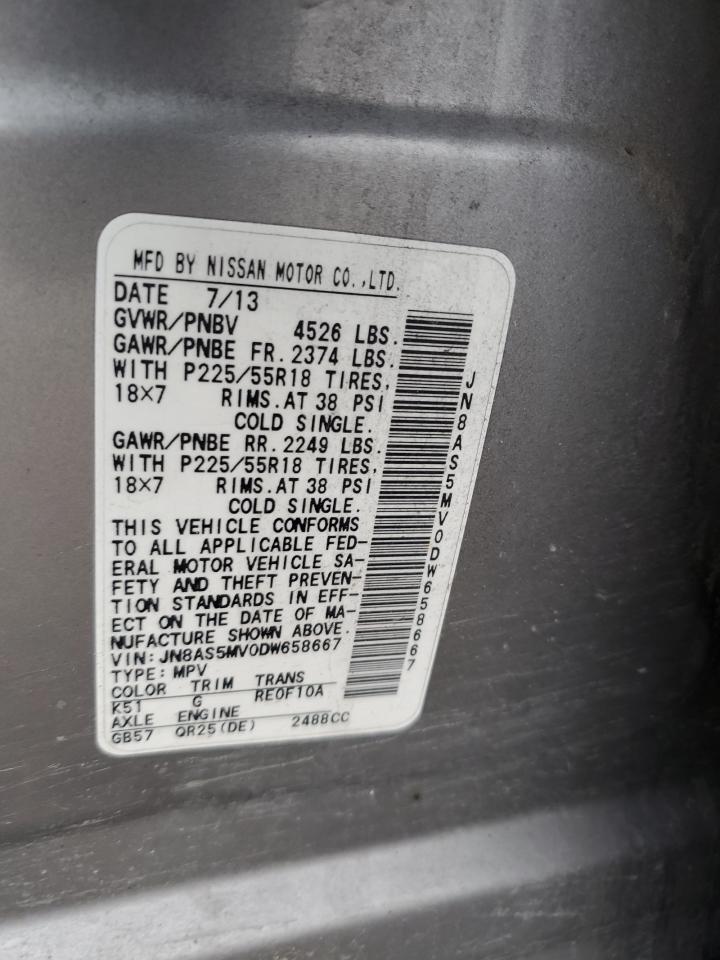 MFD BY NISSAN MOTOR CO.,LTD.
DATE 7/13
GVWR/PNBV 4526 LBS.
GAWR/PNBE FR. 2374 LBS.
WITH P225/55R18 TIRES,
18×7 RIMS. AT 38 PSI
COLD SINGLE.
GAWR/PNBE RR. 2249 LBS.
WITH P225/55R18 TIRES,
18×7 RIMS. AT 38 PSI
COLD SINGLE.
THIS VEHICLE CONFORMS
TO ALL APPLICABLE FED-
ERAL MOTOR VEHICLE SA-
FETY AND THEFT PREVEN-
TION STANDARDS IN EFF-
ECT ON THE DATE OF MA-
NUFACTURE SHOWN ABOVE.
VIN: JN8AS5MV0DW658667
TYPE: MPV
COLOR TRIM TRANS
K51 G RE0F10A
AXLE ENGINE
GB57 QR25(DE) 2488CC
JN8AS5MV0DW658667